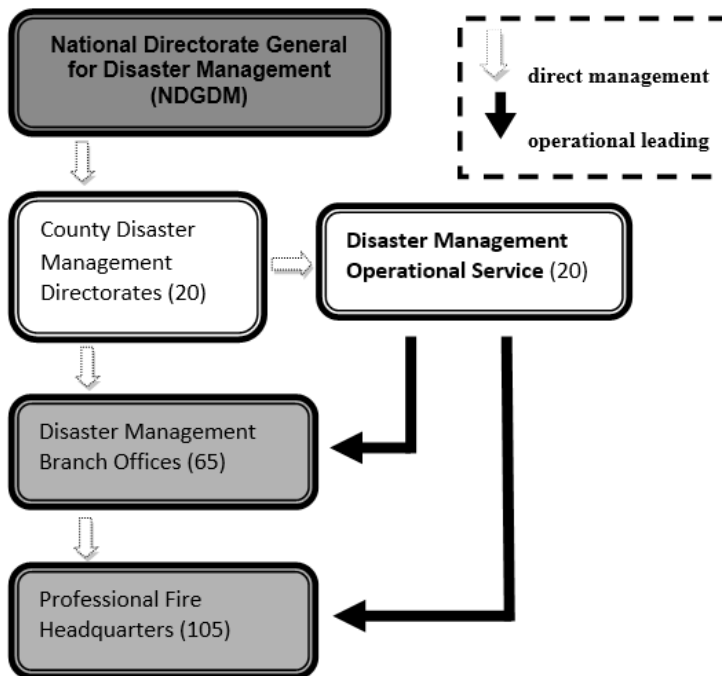 National Directorate General
for Disaster Management
(NDGDM)
direct management
operational leading
County Disaster
Management
Directorates (20)
Disaster Management
Operational Service (20)
Disaster Management
Branch Offices (65)
Professional Fire
Headquarters (105)